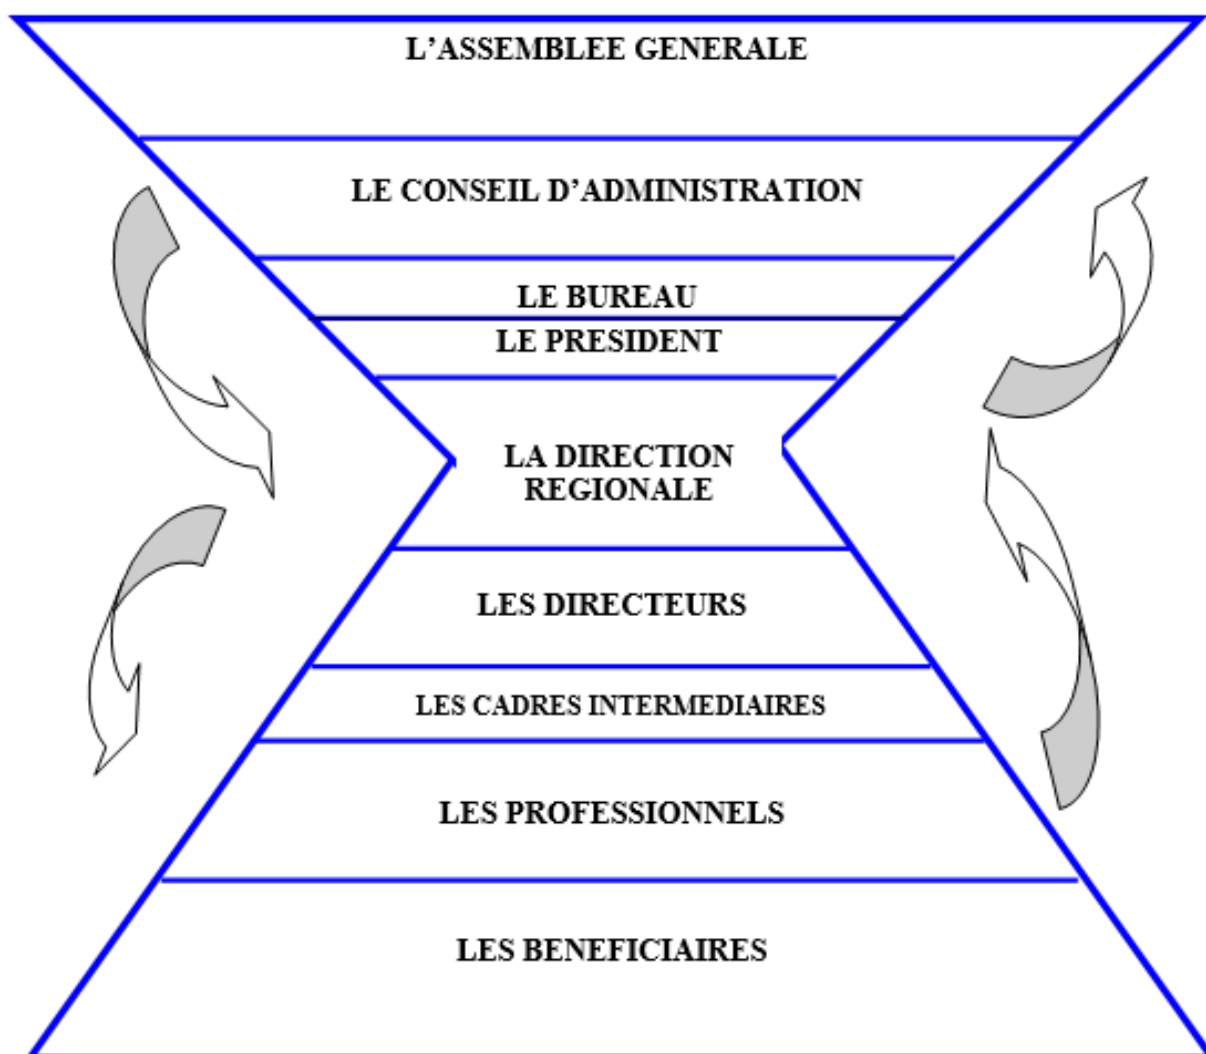 L’ASSEMBLEE GENERALE
LE CONSEIL D’ADMINISTRATION
LE BUREAU
LE PRESIDENT
LA DIRECTION
REGIONALE
LES DIRECTEURS
LES CADRES INTERMEDIAIRES
LES PROFESSIONNELS
LES BENEFICIAIRES